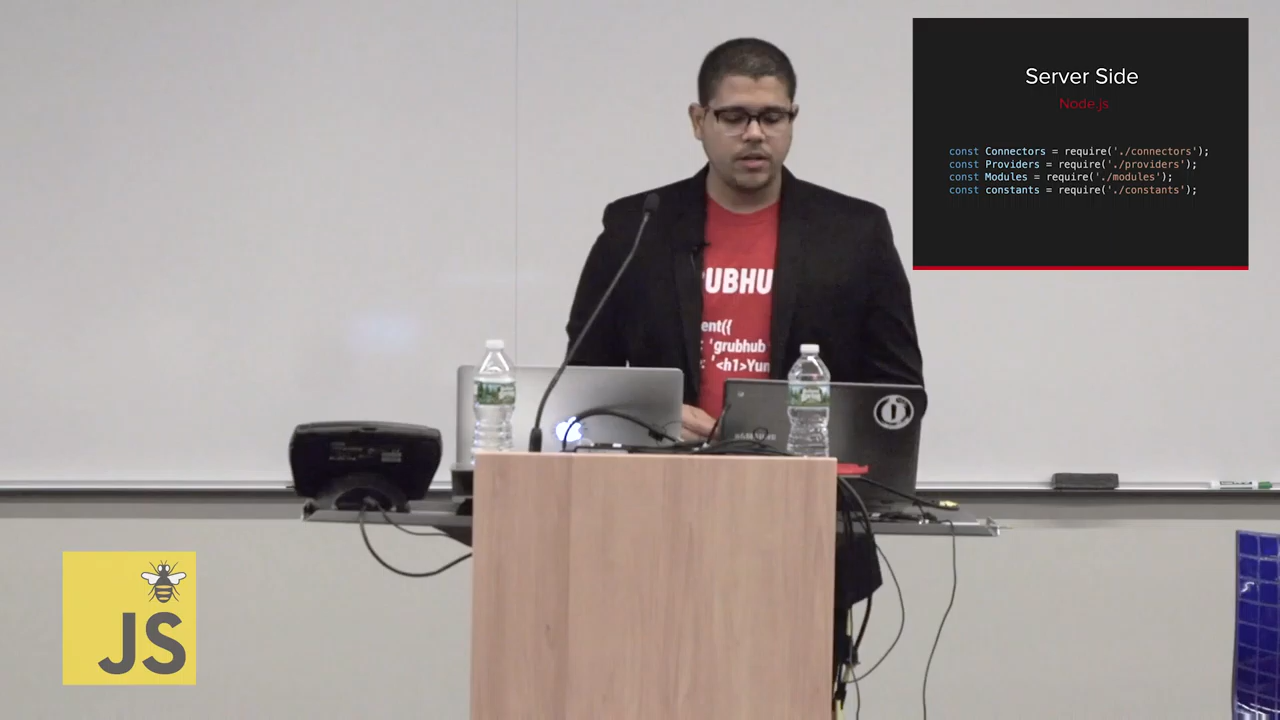 Server Side
Node.js
const Connectors = require('./connectors');
const Providers = require('./providers');
const Modules = require('./modules');
const constants = require('./constants');
UBHU
ent({
: 'grubhub
: '<h1>Yun
JS